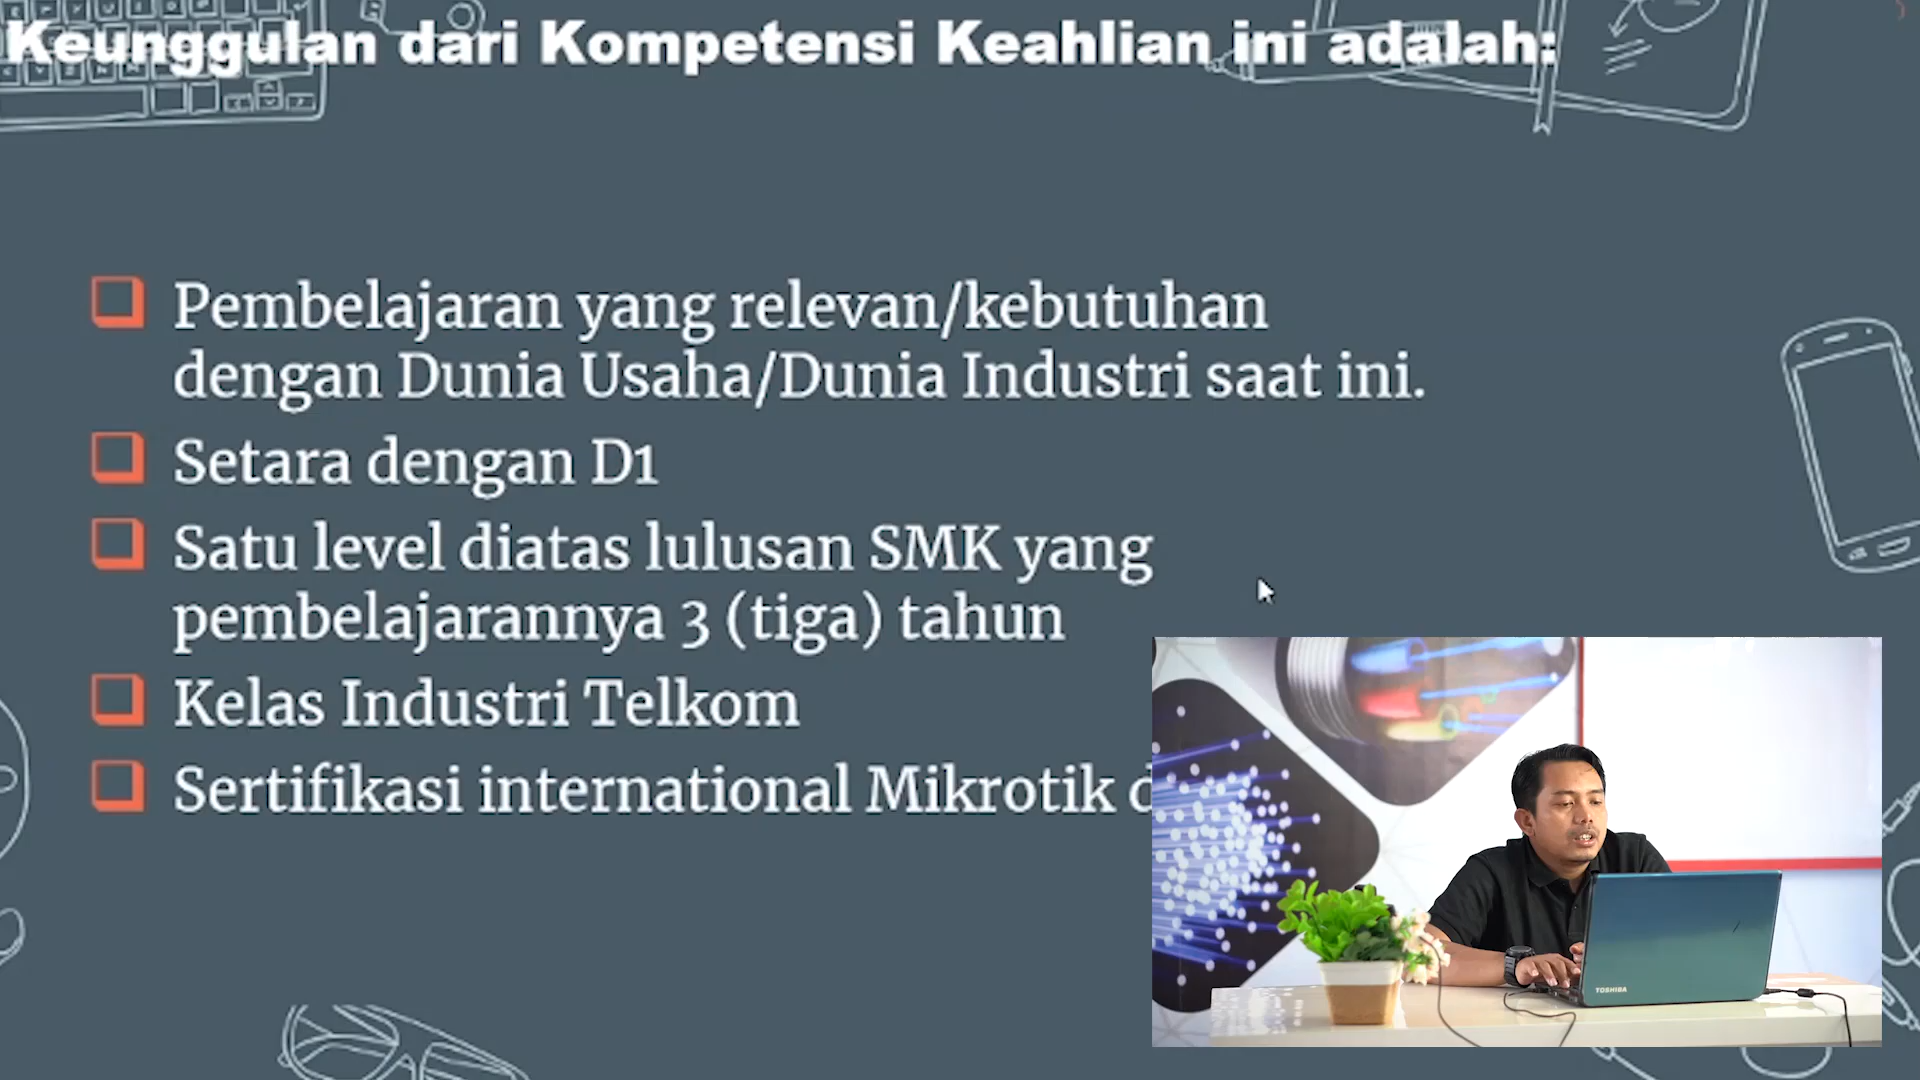 Keunggulan dari Kompetensi Keahlian ini adalah:
Pembelajaran yang relevan/kebutuhan
dengan Dunia Usaha/Dunia Industri saat ini.
Setara dengan D1
Satu level diatas lulusan SMK yang
pembelajarannya 3 (tiga) tahun
Kelas Industri Telkom
Sertifikasi international Mikrotik
TOSHIBA